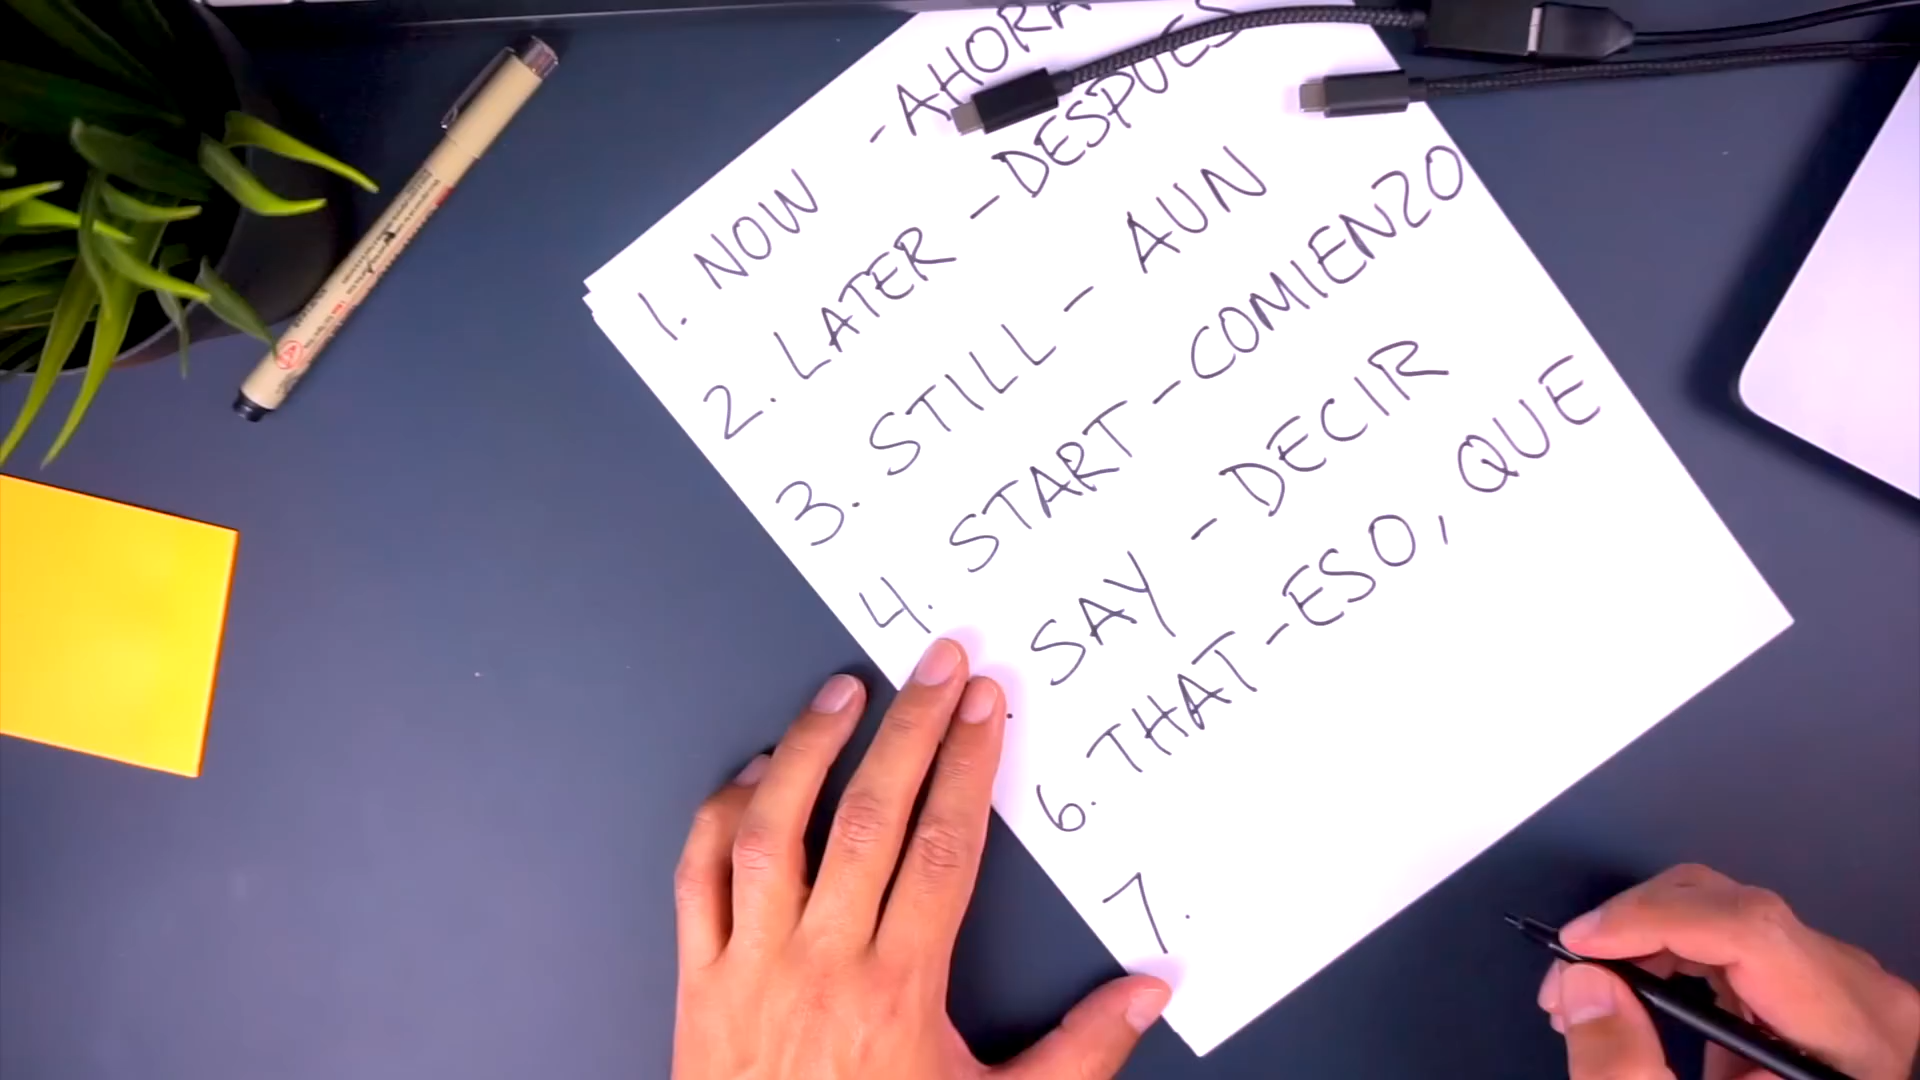 1. NOW - AHORA
2. LATER - DESPUES
3. STILL - AUN
4. START - COMIENZO
. SAY - DECIR
6. THAT - ESO, QUE
7.